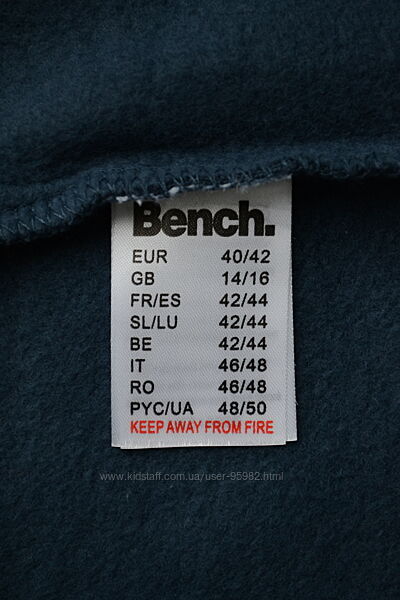 Bench.
EUR 40/42
GB 14/16
FR/ES 42/44
SL/LU 42/44
BE 42/44
IT 46/48
RO 46/48
РУС/UA 48/50
KEEP AWAY FROM FIRE
www.kidstaff.com.ua/user-95982.html